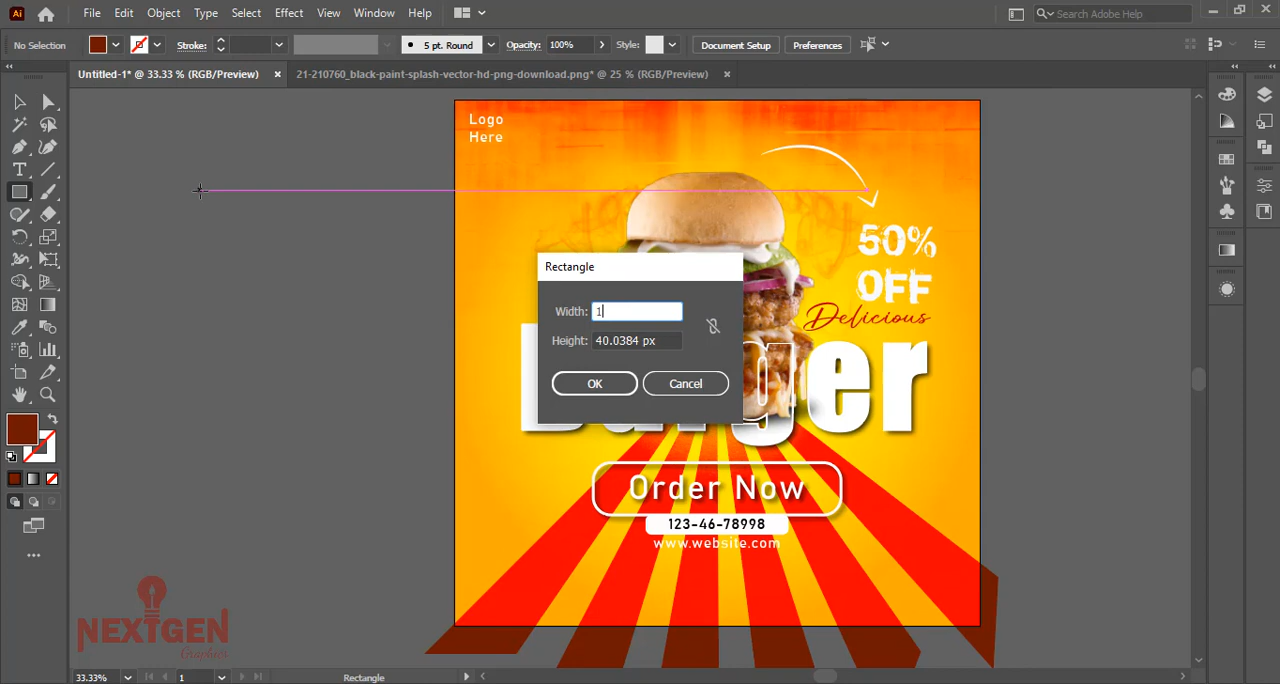 Ai
File Edit Object Type Select Effect View Window Help
Search Adobe Help
No Selection
Stroke:
5 pt. Round
Opacity: 100%
Style:
Document Setup
Preferences
Untitled-1* @ 33.33 % (RGB/Preview) ×
21-210760_black-paint-splash-vector-hd-png-download.png* @ 25 % (RGB/Preview) ×
Logo
Here
50%
OFF
Delicious
Burger
Rectangle
Width: 1
Height: 40.0384 px
OK
Cancel
Order Now
123-46-78998
www.website.com
NEXTGEN
Graphics
33.33%
1
Rectangle